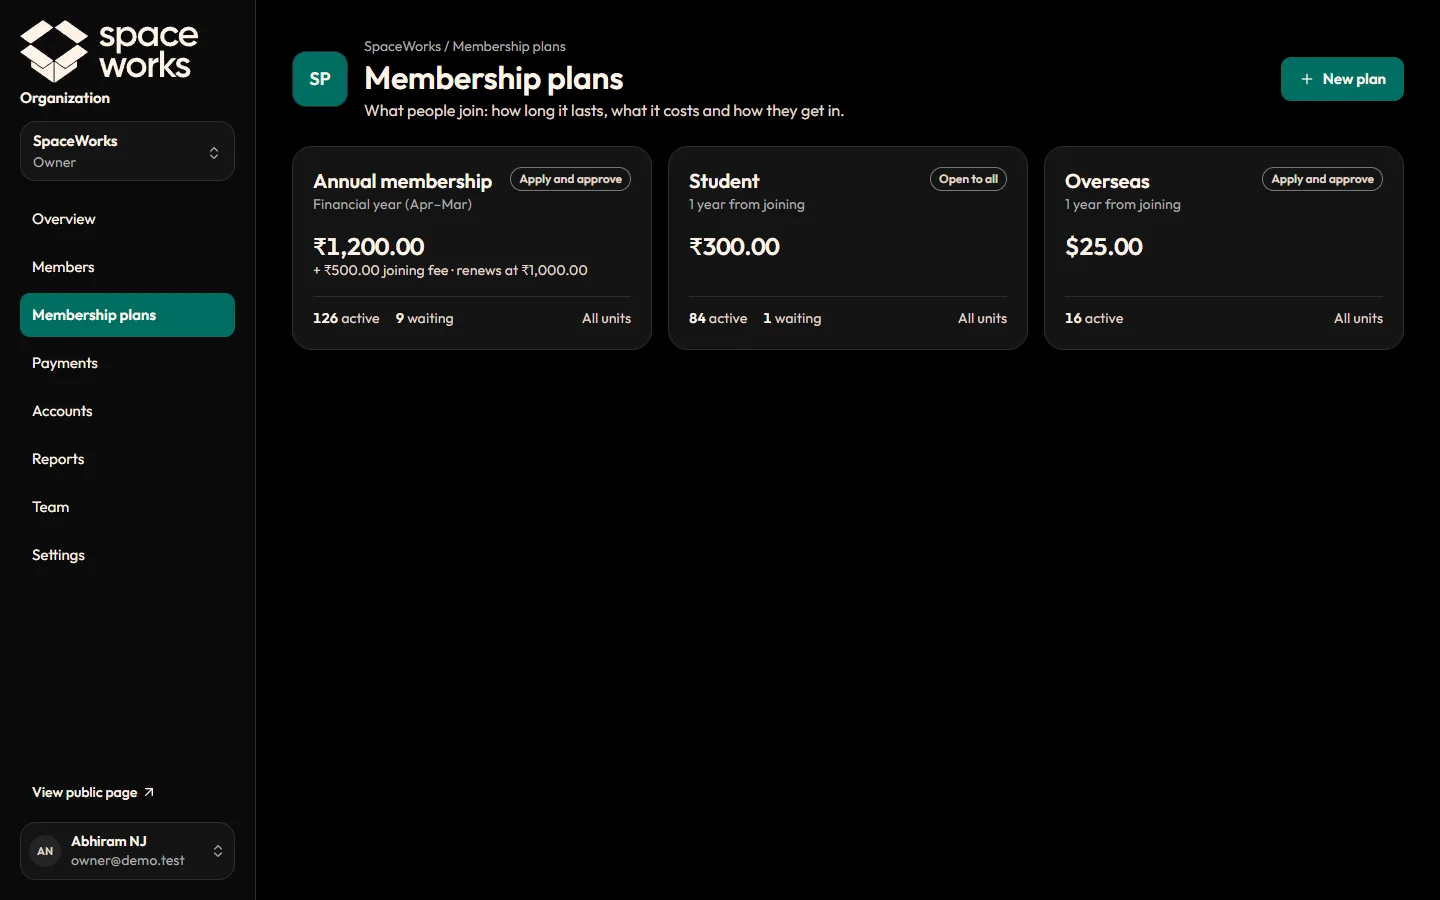 space
works
Organization
SpaceWorks
Owner
Overview
Members
Membership plans
Payments
Accounts
Reports
Team
Settings
View public page
AN
Abhiram NJ
owner@demo.test
SP
SpaceWorks / Membership plans
Membership plans
What people join: how long it lasts, what it costs and how they get in.
+ New plan
Annual membership
Apply and approve
Financial year (Apr–Mar)
₹1,200.00
+ ₹500.00 joining fee · renews at ₹1,000.00
126 active 9 waiting All units
Student
Open to all
1 year from joining
₹300.00
84 active 1 waiting All units
Overseas
Apply and approve
1 year from joining
$25.00
16 active All units